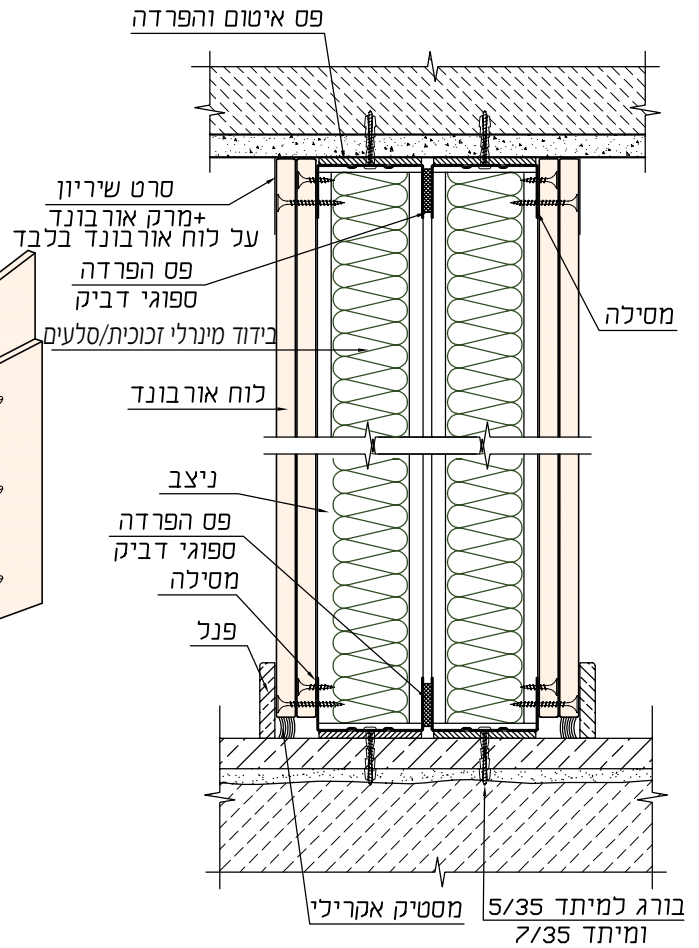 פס איטום והפרדה
סרט שיריון
+מרק אורבונד
על לוח אורבונד בלבד
פס הפרדה
ספוגי דביק
מסילה
בידוד מינרלי זכוכית/סלעים
לוח אורבונד
ניצב
פס הפרדה
ספוגי דביק
מסילה
פנל
מסטיק אקרילי
בורג למיתד 5/35
ומיתד 7/35